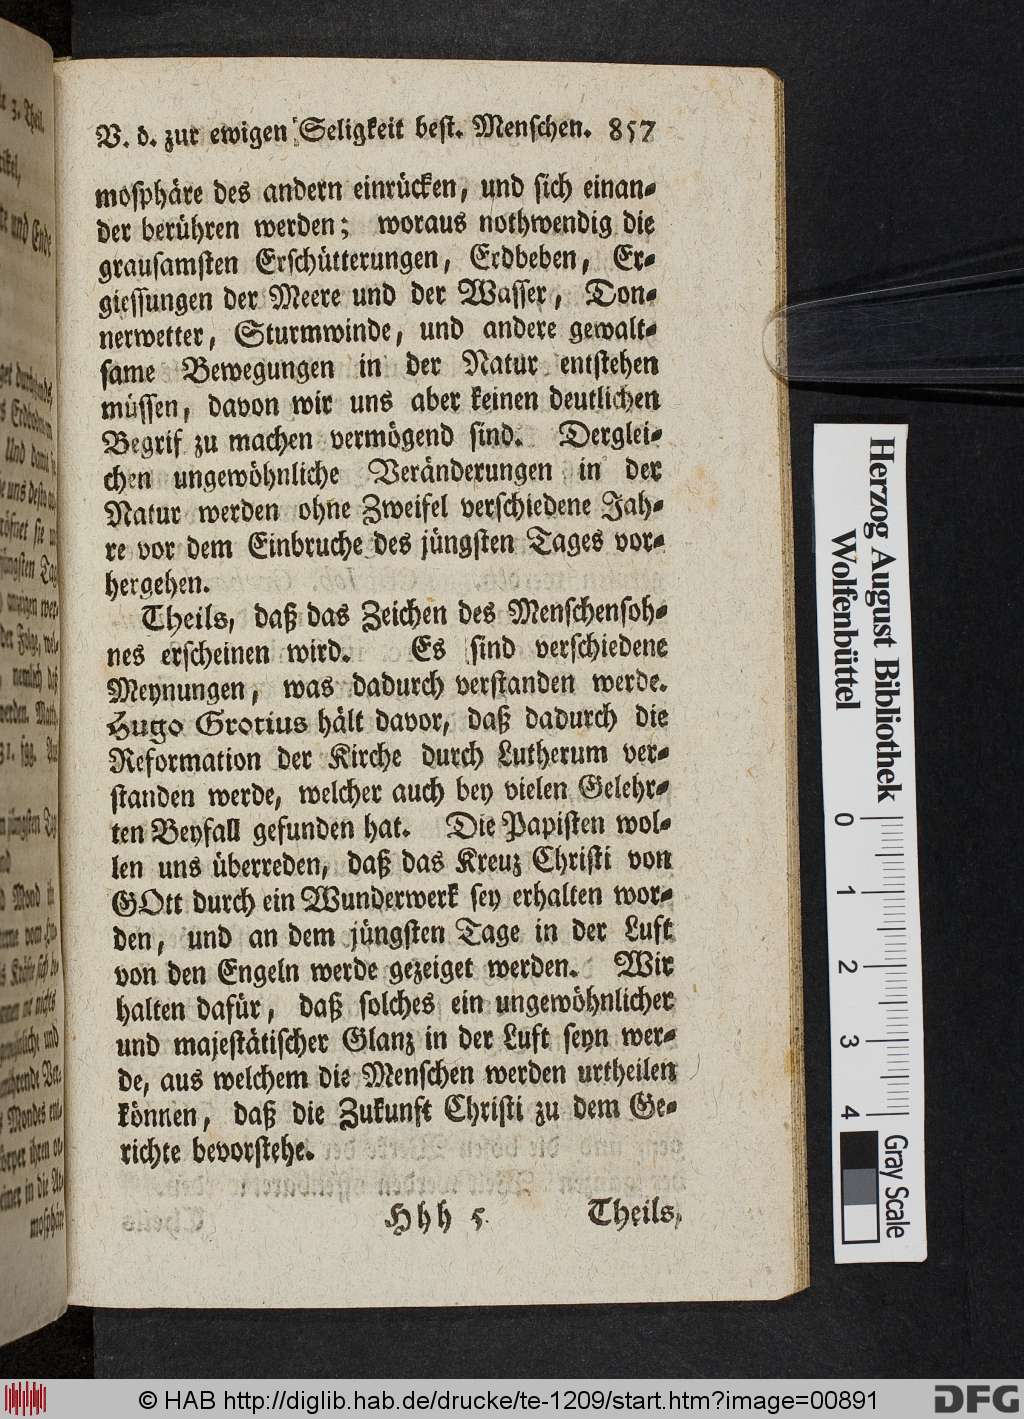 V. d. zur ewigen Seligkeit best. Menschen. 857
mosphäre des andern einrücken, und sich einan-
der berühren werden; woraus nothwendig die
grausamsten Erschütterungen, Erdbeben, Er-
giessungen der Meere und der Wasser, Don-
nerwetter, Sturmwinde, und andere gewalt-
same Bewegungen in der Natur entstehen
müssen, davon wir uns aber keinen deutlichen
Begrif zu machen vermögend sind. Derglei-
chen ungewöhnliche Veränderungen in der
Natur werden ohne Zweifel verschiedene Jah-
re vor dem Einbruche des jüngsten Tages vor-
hergehen.
Theils, daß das Zeichen des Menschensoh-
nes erscheinen wird. Es sind verschiedene
Meynungen, was dadurch verstanden werde.
Hugo Grotius hält davor, daß dadurch die
Reformation der Kirche durch Lutherum ver-
standen werde, welcher auch bey vielen Gelehr-
ten Beyfall gefunden hat. Die Papisten wol-
len uns überreden, daß das Kreuz Christi von
GOtt durch ein Wunderwerk sey erhalten wor-
den, und an dem jüngsten Tage in der Luft
von den Engeln werde gezeiget werden. Wir
halten dafür, daß solches ein ungewöhnlicher
und majestätischer Glanz in der Luft seyn wer-
de, aus welchem die Menschen werden urtheilen
können, daß die Zukunft Christi zu dem Ge-
richte bevorstehe.
Hhh 5 Theils,
Herzog August Bibliothek
Wolfenbüttel
0 1 2 3 4
Gray Scale
© HAB http://diglib.hab.de/drucke/te-1209/start.htm?image=00891
DFG